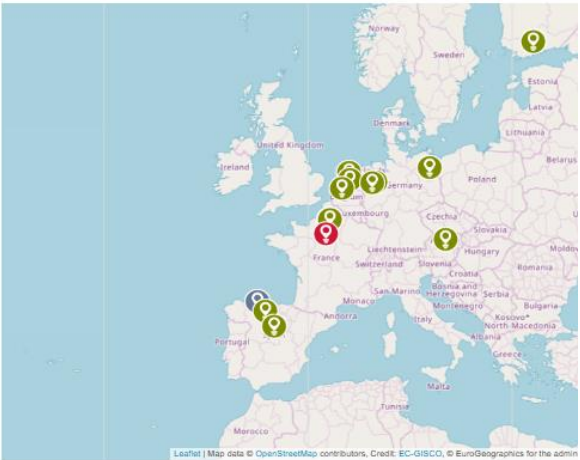 Norway
Sweden
Estonia
Latvia
Denmark
Lithuania
United Kingdom
Ireland
Belarus
Germany
Poland
Luxembourg
Czechia
Slovakia
France
Liechtenstein
Hungary
Moldov
Switzerland
Slovenia
Croatia
Romania
San Marino
Bosnia and
Herzegovina
Serbia
Monaco
Montenegro
Bulgaria
Andorra
Italy
Kosovo*
North Macedonia
Portugal
Albania
Greece
Malta
Tunisia
Morocco
Leaflet | Map data © OpenStreetMap contributors, Credit: EC-GISCO, © EuroGeographics for the admin